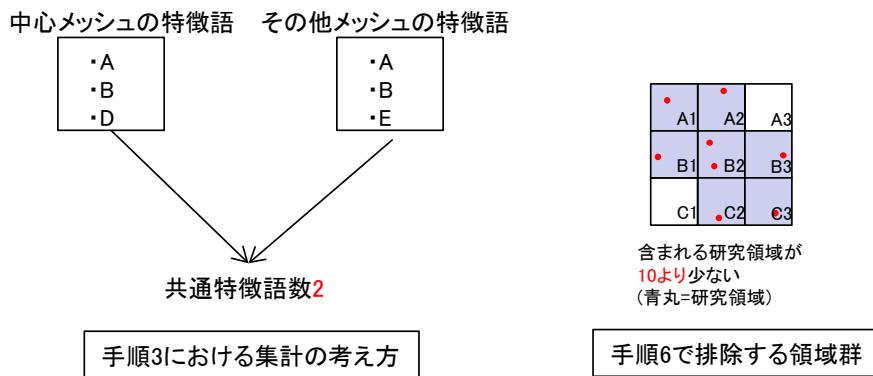 中心メッシュの特徴語
その他メッシュの特徴語
・A
・B
・D
・A
・B
・E
共通特徴語数2
手順3における集計の考え方
A1
A2
A3
B1
B2
B3
C1
C2
C3
含まれる研究領域が
10より少ない
(青丸=研究領域)
手順6で排除する領域群